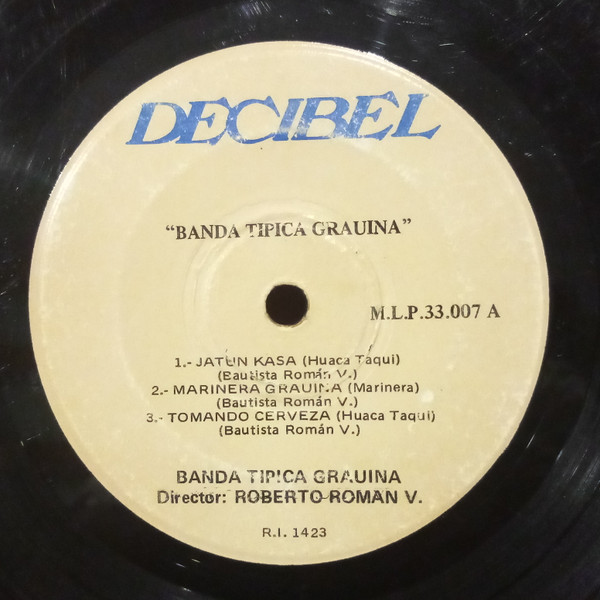 DECIBEL
"BANDA TIPICA GRAUINA"
M.L.P.33.007 A
1.- JATUN KASA (Huaca Taqui)
(Bautista Román V.)
2.- MARINERA GRAUINA (Marinera)
(Bautista Román V.)
3.- TOMANDO CERVEZA (Huaca Taqui)
(Bautista Román V.)
BANDA TIPICA GRAUINA
Director: ROBERTO ROMAN V.
R.I. 1423